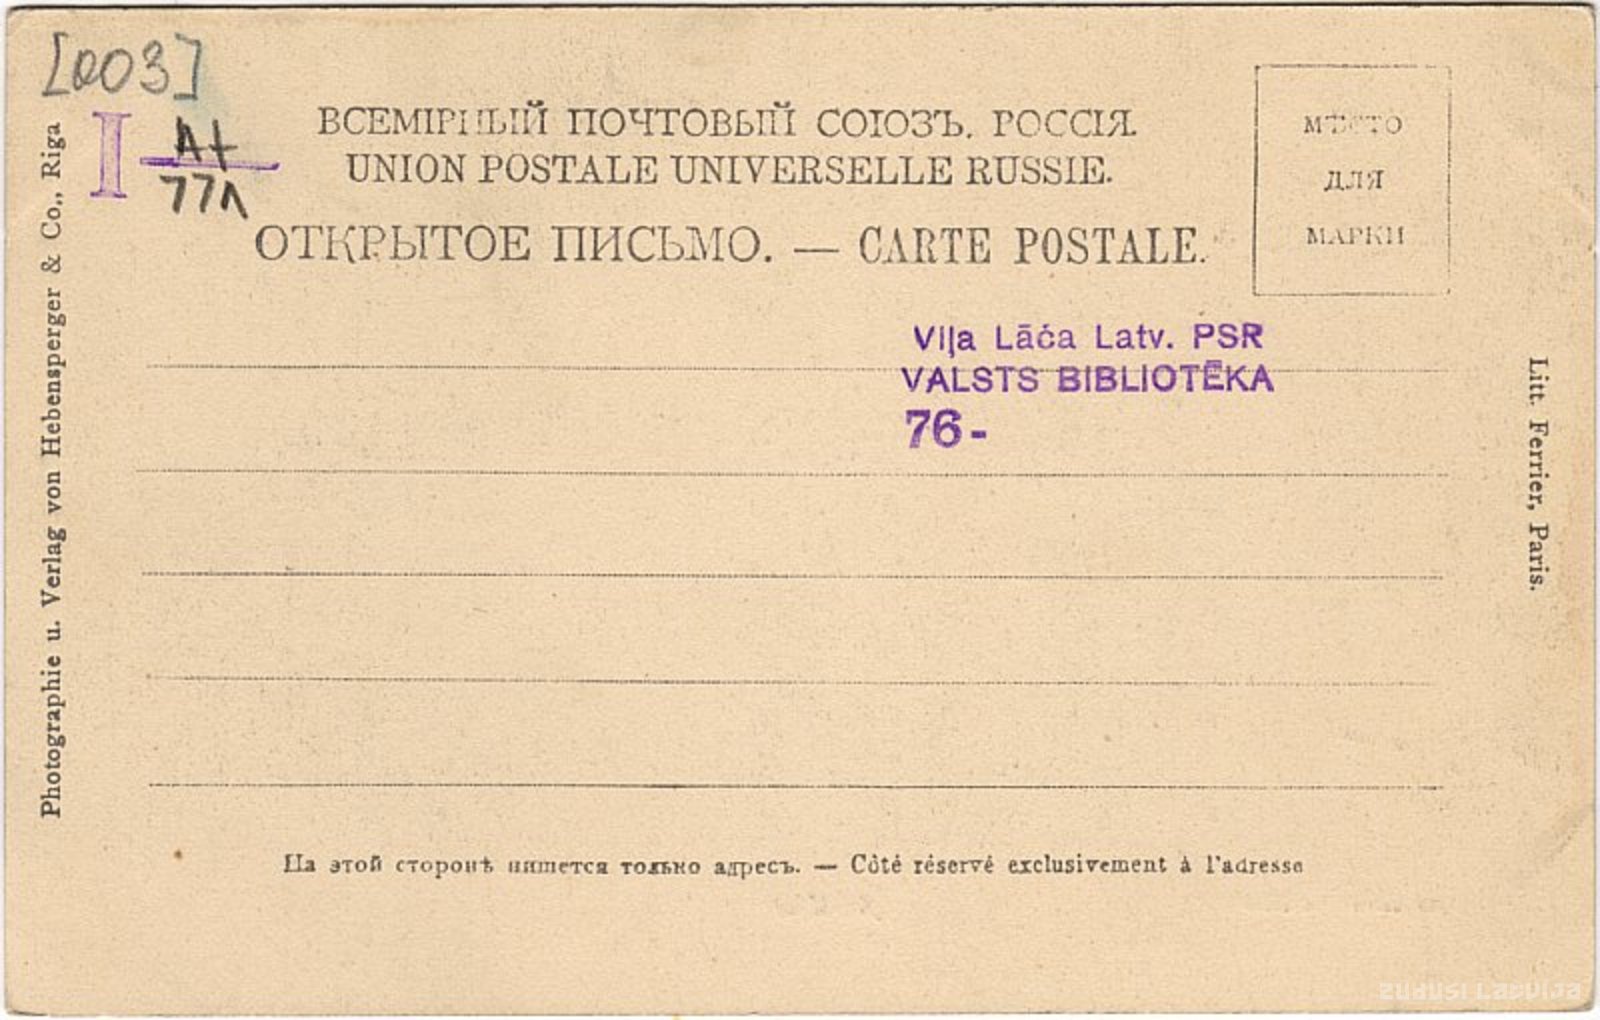 [003]
I At
771
ВСЕМІРНЫЙ ПОЧТОВЫЙ СОЮЗЪ. РОССІЯ.
UNION POSTALE UNIVERSELLE RUSSIE.
ОТКРЫТОЕ ПИСЬМО. — CARTE POSTALE.
МѢСТО
ДЛЯ
МАРКИ
Viļa Lāča Latv. PSR
VALSTS BIBLIOTĒKA
76-
Photographie u. Verlag von Hebensperger & Co., Riga
Litt. Ferrier, Paris.
На этой сторонѣ пишется только адресъ. — Côté réservé exclusivement à l'adresse
zudusi Latvija